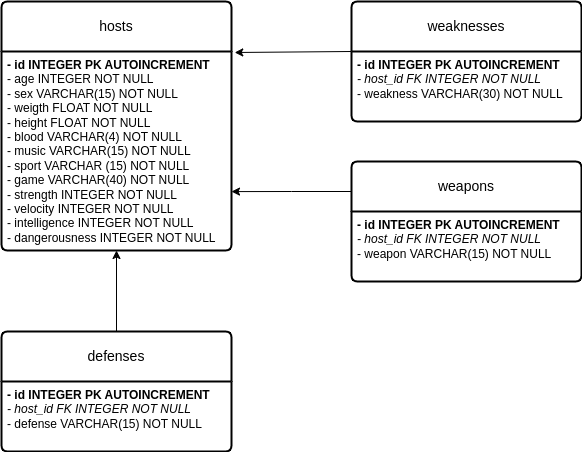 hosts
- id INTEGER PK AUTOINCREMENT
- age INTEGER NOT NULL
- sex VARCHAR(15) NOT NULL
- weigth FLOAT NOT NULL
- height FLOAT NOT NULL
- blood VARCHAR(4) NOT NULL
- music VARCHAR(15) NOT NULL
- sport VARCHAR (15) NOT NULL
- game VARCHAR(40) NOT NULL
- strength INTEGER NOT NULL
- velocity INTEGER NOT NULL
- intelligence INTEGER NOT NULL
- dangerousness INTEGER NOT NULL
weaknesses
- id INTEGER PK AUTOINCREMENT
- host_id FK INTEGER NOT NULL
- weakness VARCHAR(30) NOT NULL
weapons
- id INTEGER PK AUTOINCREMENT
- host_id FK INTEGER NOT NULL
- weapon VARCHAR(15) NOT NULL
defenses
- id INTEGER PK AUTOINCREMENT
- host_id FK INTEGER NOT NULL
- defense VARCHAR(15) NOT NULL